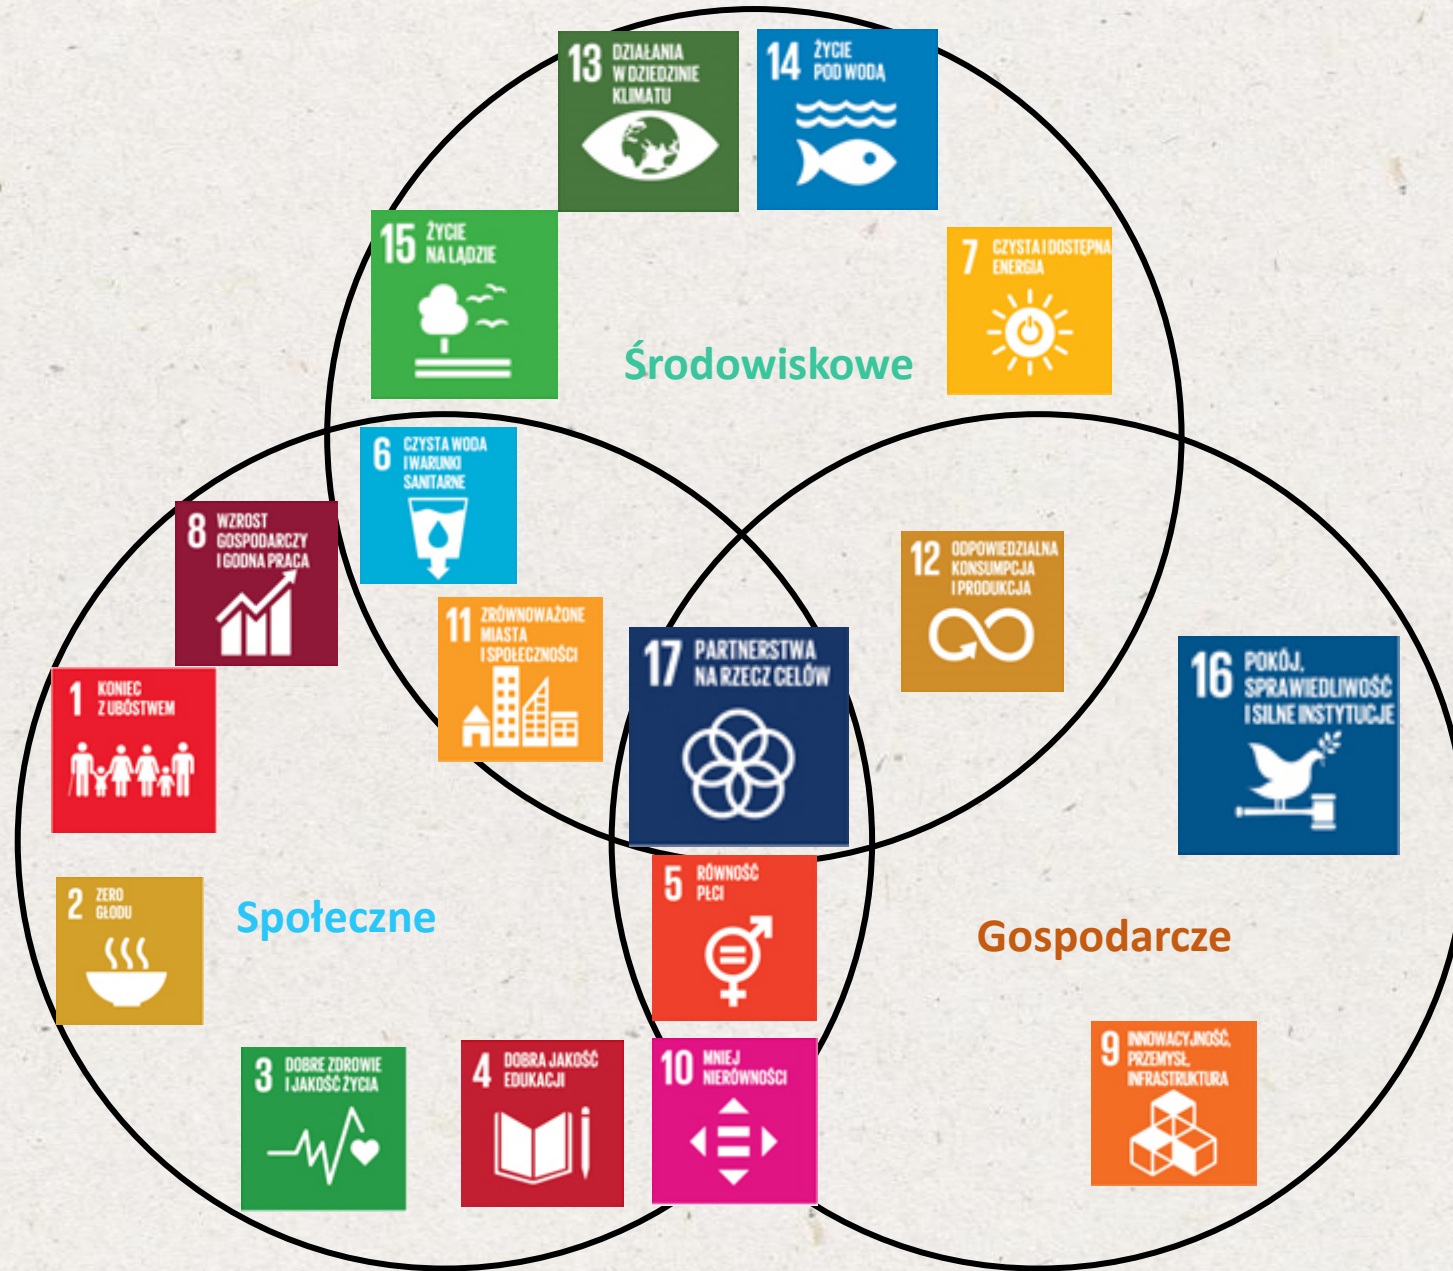 13 DZIAŁANIA
W DZIEDZINIE
KLIMATU
14 ŻYCIE
POD WODĄ
15 ŻYCIE
NA LĄDZIE
7 CZYSTA I DOSTĘPNA
ENERGIA
Środowiskowe
6 CZYSTA WODA
I WARUNKI
SANITARNE
8 WZROST
GOSPODARCZY
I GODNA PRACA
12 ODPOWIEDZIALNA
KONSUMPCJA
I PRODUKCJA
11 ZRÓWNOWAŻONE
MIASTA
I SPOŁECZNOŚCI
17 PARTNERSTWA
NA RZECZ CELÓW
16 POKÓJ,
SPRAWIEDLIWOŚĆ
I SILNE INSTYTUCJE
1 KONIEC
Z UBÓSTWEM
2 ZERO
GŁODU
Społeczne
5 RÓWNOŚĆ
PŁCI
Gospodarcze
3 DOBRE ZDROWIE
I JAKOŚĆ ŻYCIA
4 DOBRA JAKOŚĆ
EDUKACJI
10 MNIEJ
NIERÓWNOŚCI
9 INNOWACYJNOŚĆ,
PRZEMYSŁ,
INFRASTRUKTURA